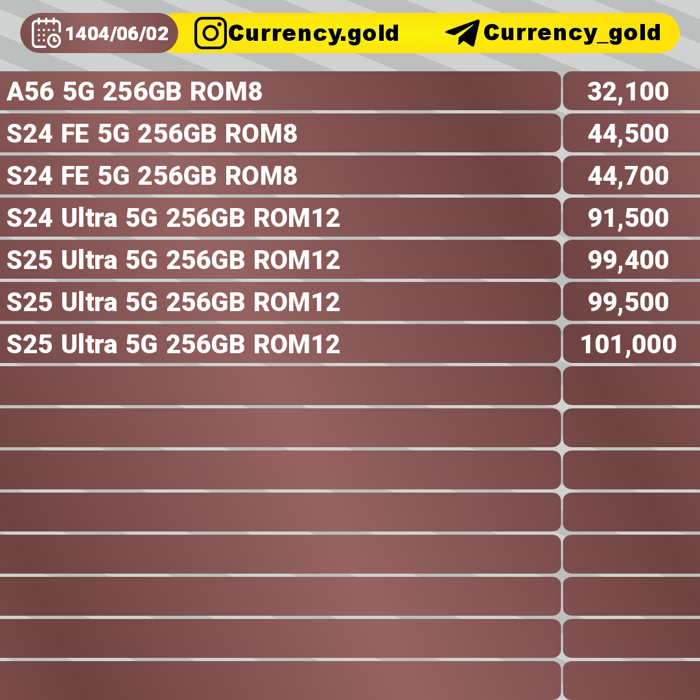 1404/06/02 Currency.gold Currency_gold
A56 5G 256GB ROM8 32,100
S24 FE 5G 256GB ROM8 44,500
S24 FE 5G 256GB ROM8 44,700
S24 Ultra 5G 256GB ROM12 91,500
S25 Ultra 5G 256GB ROM12 99,400
S25 Ultra 5G 256GB ROM12 99,500
S25 Ultra 5G 256GB ROM12 101,000